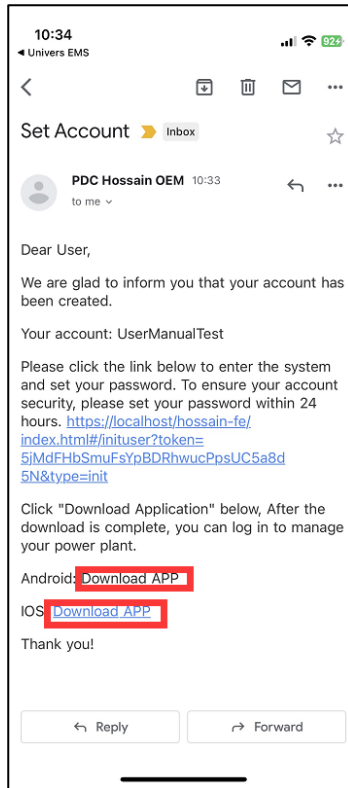 10:34
92
◀ Univers EMS
Set Account Inbox
PDC Hossain OEM 10:33
to me
Dear User,
We are glad to inform you that your account has
been created.
Your account: UserManualTest
Please click the link below to enter the system
and set your password. To ensure your account
security, please set your password within 24
hours. https://localhost/hossain-fe/
index.html#/inituser?token=
5jMdFHbSmuFsYpBDRhwucPpsUC5a8d
5N&type=init
Click "Download Application" below, After the
download is complete, you can log in to manage
your power plant.
Android: Download APP
IOS: Download APP
Thank you!
Reply
Forward